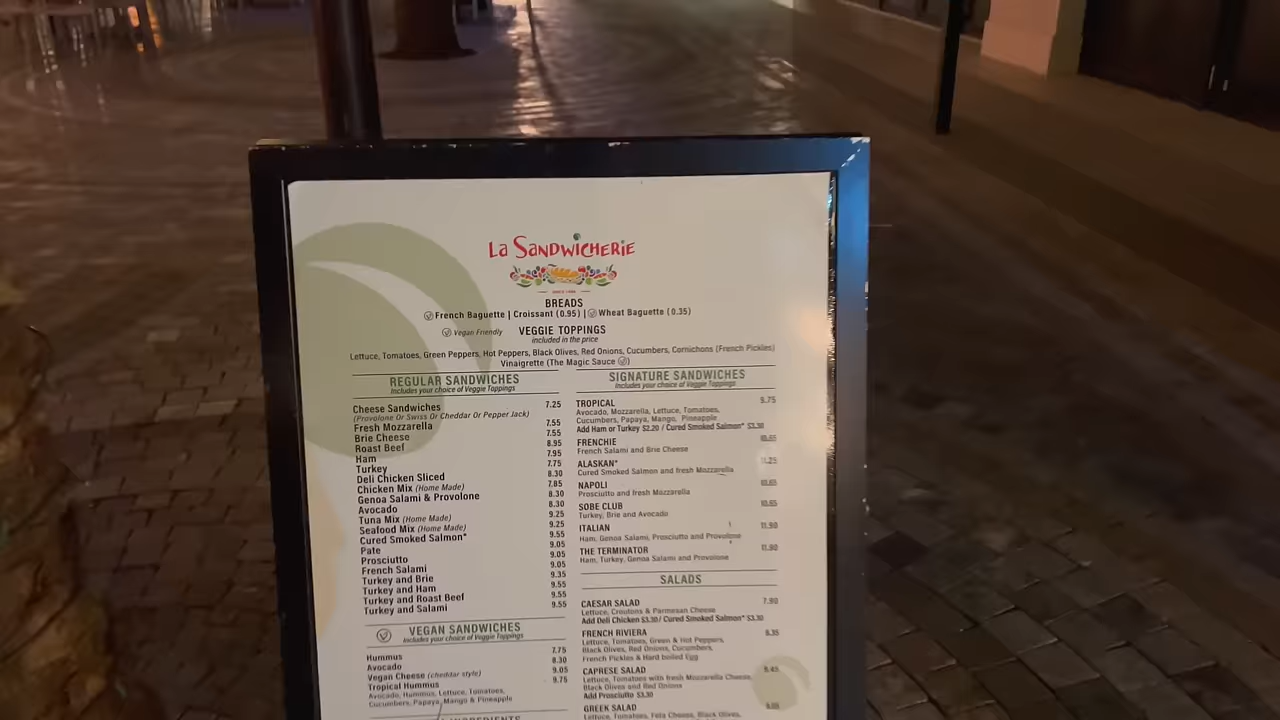 La SANDWiCHERiE
SINCE 1988
BREADS
French Baguette | Croissant (0.95) | Wheat Baguette (0.35)
Vegan Friendly
VEGGIE TOPPINGS
included in the price
Lettuce, Tomatoes, Green Peppers, Hot Peppers, Black Olives, Red Onions, Cucumbers, Cornichons (French Pickles)
Vinaigrette (The Magic Sauce)
REGULAR SANDWICHES
Includes your choice of Veggie Toppings
Cheese Sandwiches 7.25
(Provolone Or Swiss Or Cheddar Or Pepper Jack)
Fresh Mozzarella 7.55
Brie Cheese 7.55
Roast Beef 8.95
Ham 7.95
Turkey 7.75
Deli Chicken Sliced 8.30
Chicken Mix (Home Made) 7.85
Genoa Salami & Provolone 8.30
Avocado 8.30
Tuna Mix (Home Made) 9.25
Seafood Mix (Home Made) 9.25
Cured Smoked Salmon* 9.55
Pate 9.05
Prosciutto 9.05
French Salami 9.05
Turkey and Brie 9.35
Turkey and Ham 9.55
Turkey and Roast Beef 9.55
Turkey and Salami 9.55
VEGAN SANDWICHES
Includes your choice of Veggie Toppings
Hummus 7.75
Avocado 8.30
Vegan Cheese (cheddar style) 9.05
Tropical Hummus 9.75
Avocado, Hummus, Lettuce, Tomatoes,
Cucumbers, Papaya, Mango & Pineapple
INGREDIENTS
SIGNATURE SANDWICHES
Includes your choice of Veggie Toppings
TROPICAL 9.75
Avocado, Mozzarella, Lettuce, Tomatoes,
Cucumbers, Papaya, Mango, Pineapple
Add Ham or Turkey $2.20 / Cured Smoked Salmon* $3.30
FRENCHIE 10.65
French Salami and Brie Cheese
ALASKAN* 11.25
Cured Smoked Salmon and fresh Mozzarella
NAPOLI 10.65
Prosciutto and fresh Mozzarella
SOBE CLUB 10.65
Turkey, Brie and Avocado
ITALIAN 11.90
Ham, Genoa Salami, Prosciutto and Provolone
THE TERMINATOR 11.90
Ham, Turkey, Genoa Salami and Provolone
SALADS
CAESAR SALAD 7.90
Lettuce, Croutons & Parmesan Cheese
Add Deli Chicken $3.30/ Cured Smoked Salmon* $3.30
FRENCH RIVIERA 8.35
Lettuce, Tomatoes, Green & Hot Peppers,
Black Olives, Red Onions, Cucumbers,
French Pickles & Hard boiled Egg
CAPRESE SALAD 8.45
Lettuce, Tomatoes with fresh Mozzarella Cheese,
Black Olives and Red Onions
Add Prosciutto $3.30
GREEK SALAD
Lettuce, Tomatoes, Feta Cheese, Black Olives,